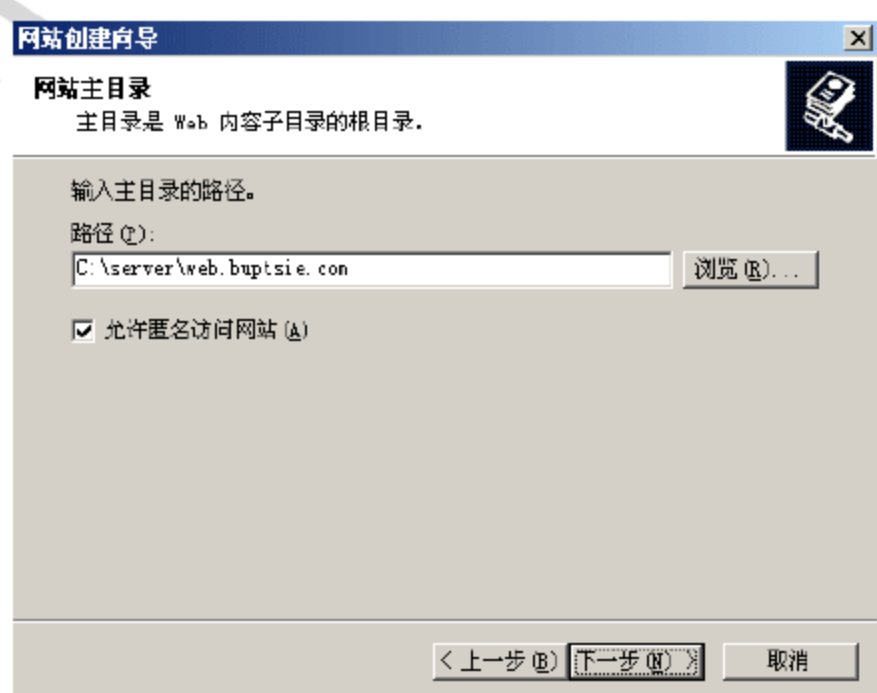 网站创建向导
网站主目录
主目录是 Web 内容子目录的根目录.
输入主目录的路径。
路径(P):
C:\server\web.buptsie.con
浏览(R)...
允许匿名访问网站(A)
< 上一步(B)
下一步(N) >
取消